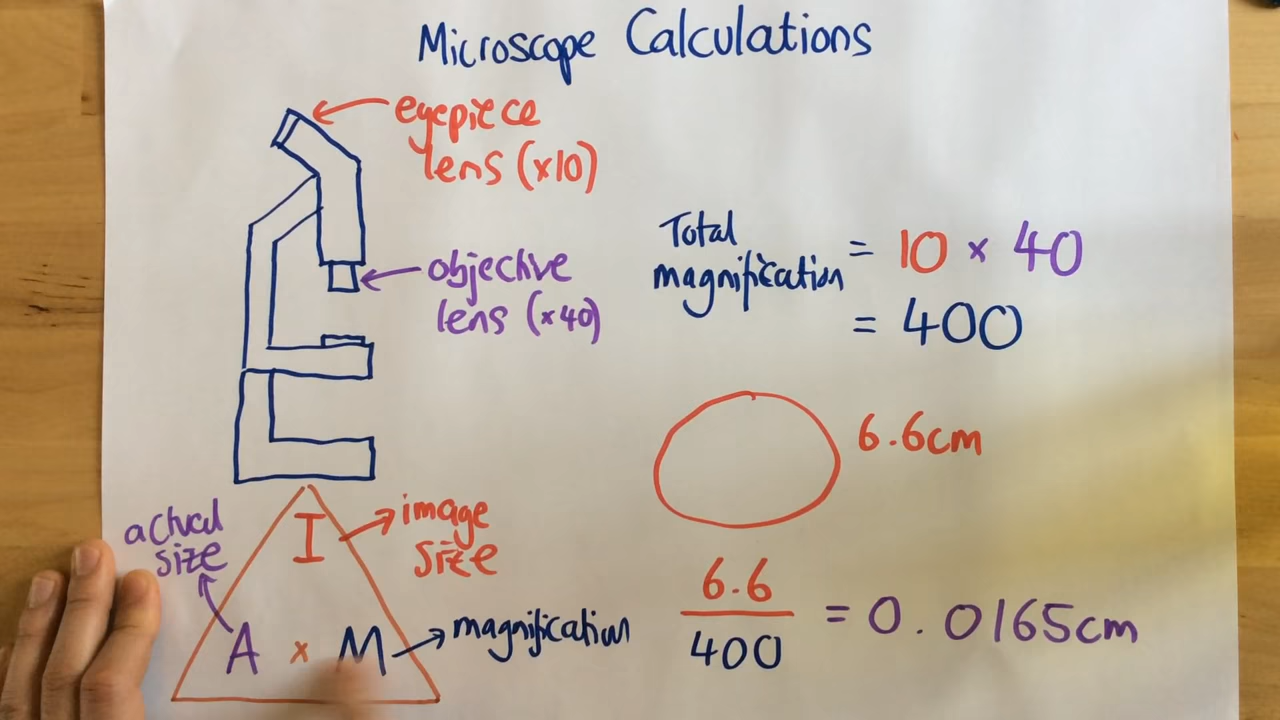 Microscope Calculations
eyepiece
lens (x10)
objective
lens (x40)
Total
magnification
= 10 x 40
= 400
6.6cm
actual
size
I
image
size
A x M
magnification
6.6
400
= 0.0165cm